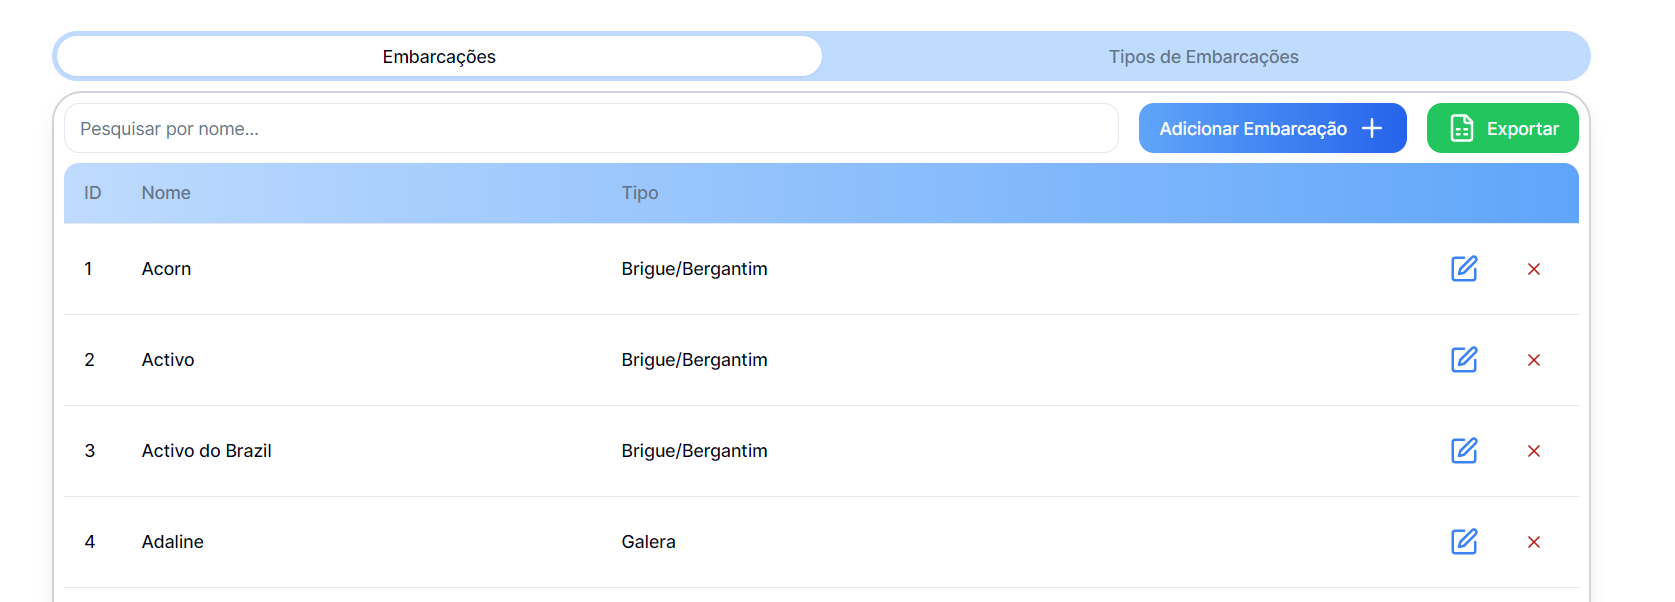 Embarcações Tipos de Embarcações
Pesquisar por nome... Adicionar Embarcação Exportar
ID Nome Tipo
1 Acorn Brigue/Bergantim
2 Activo Brigue/Bergantim
3 Activo do Brazil Brigue/Bergantim
4 Adaline Galera